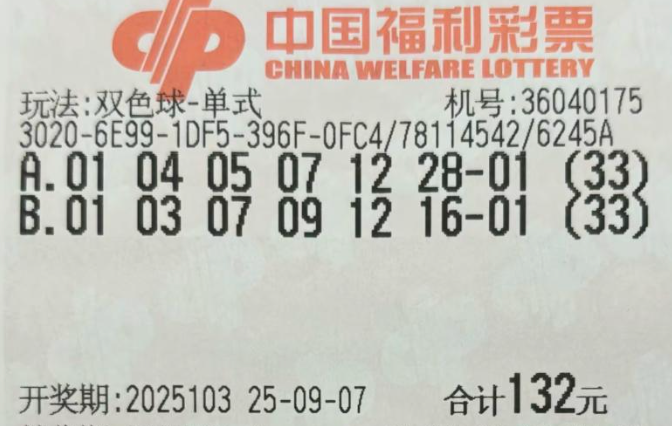 中国福利彩票
CHINA WELFARE LOTTERY
玩法:双色球-单式 机号:36040175
3020-6E99-1DF5-396F-0FC4/78114542/6245A
A.01 04 05 07 12 28-01 (33)
B.01 03 07 09 12 16-01 (33)
开奖期:2025103 25-09-07 合计132元